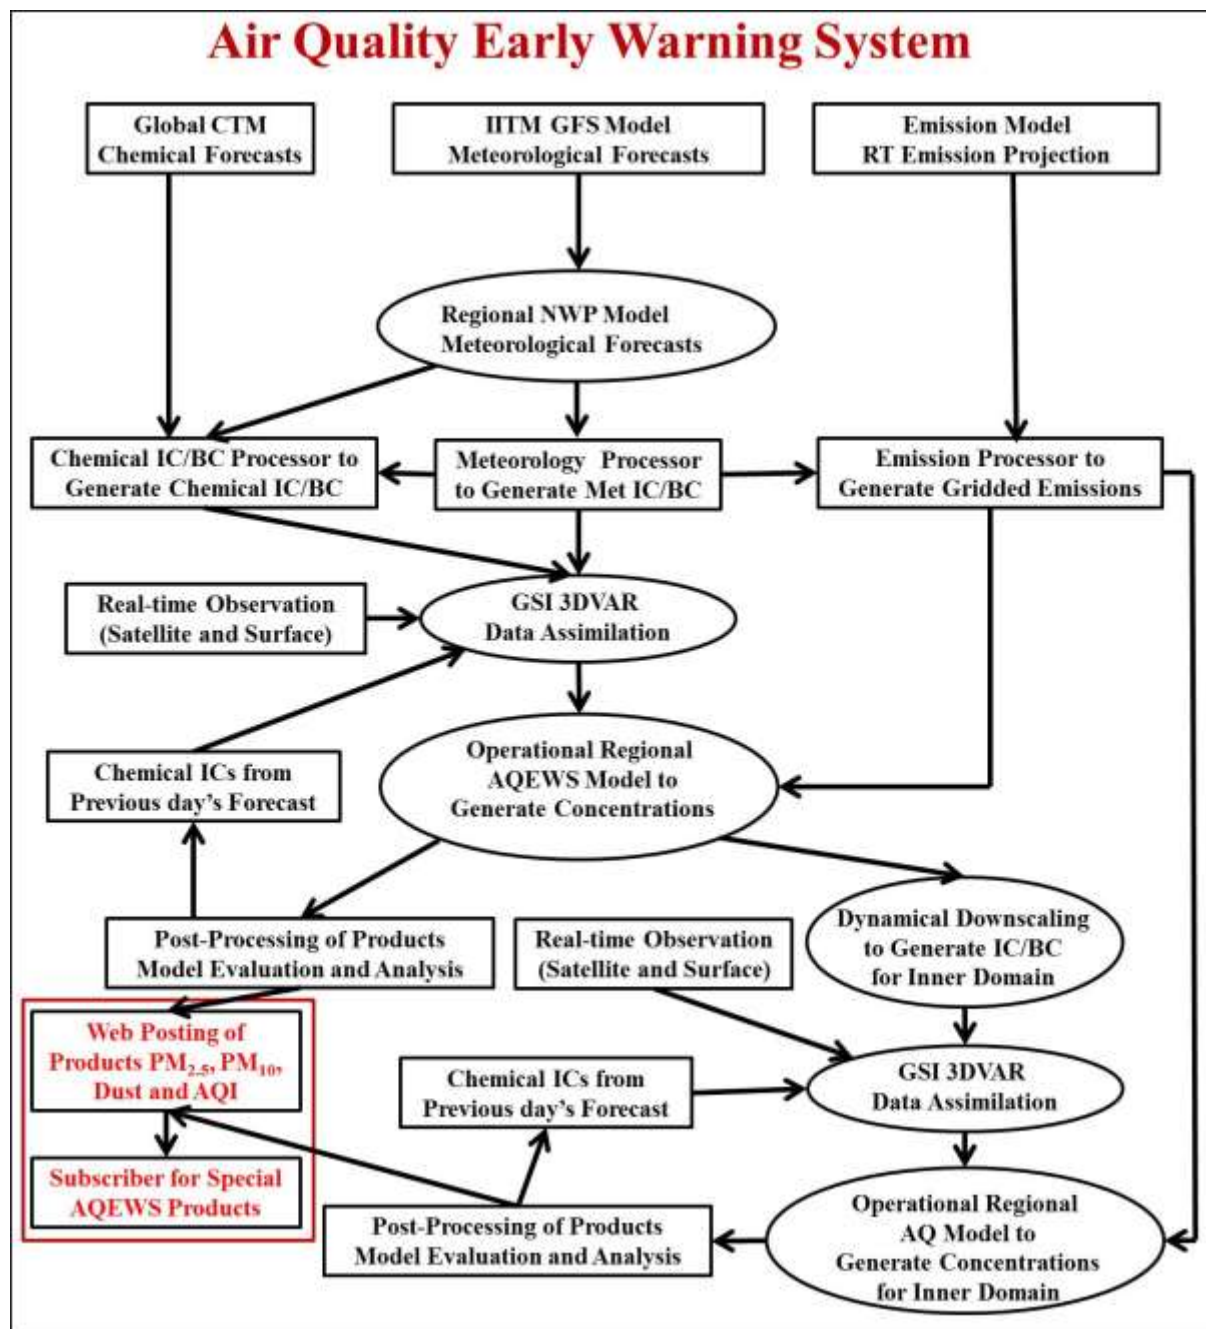 Air Quality Early Warning System
Global CTM
Chemical Forecasts
IITM GFS Model
Meteorological Forecasts
Emission Model
RT Emission Projection
Regional NWP Model
Meteorological Forecasts
Chemical IC/BC Processor to
Generate Chemical IC/BC
Meteorology Processor
to Generate Met IC/BC
Emission Processor to
Generate Gridded Emissions
Real-time Observation
(Satellite and Surface)
GSI 3DVAR
Data Assimilation
Chemical ICs from
Previous day's Forecast
Operational Regional
AQEWS Model to
Generate Concentrations
Post-Processing of Products
Model Evaluation and Analysis
Real-time Observation
(Satellite and Surface)
Dynamical Downscaling
to Generate IC/BC
for Inner Domain
Web Posting of
Products PM2.5, PM10,
Dust and AQI
Chemical ICs from
Previous day's Forecast
GSI 3DVAR
Data Assimilation
Subscriber for Special
AQEWS Products
Post-Processing of Products
Model Evaluation and Analysis
Operational Regional
AQ Model to
Generate Concentrations
for Inner Domain